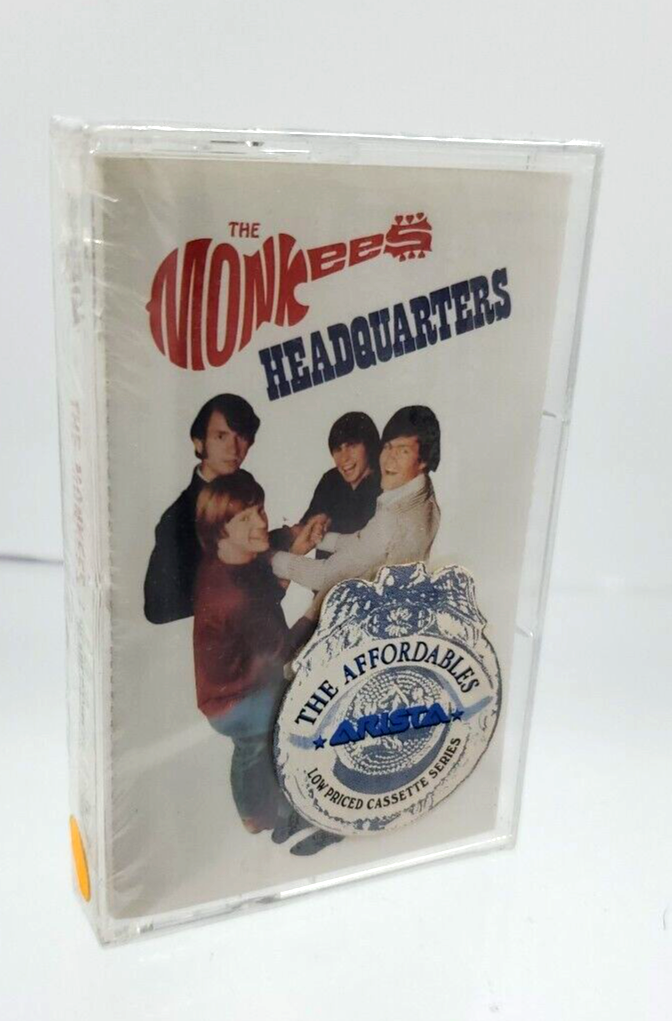 THE
MONKEES
HEADQUARTERS
THE AFFORDABLES
ARISTA
LOW PRICED CASSETTE SERIES
THE MONKEES